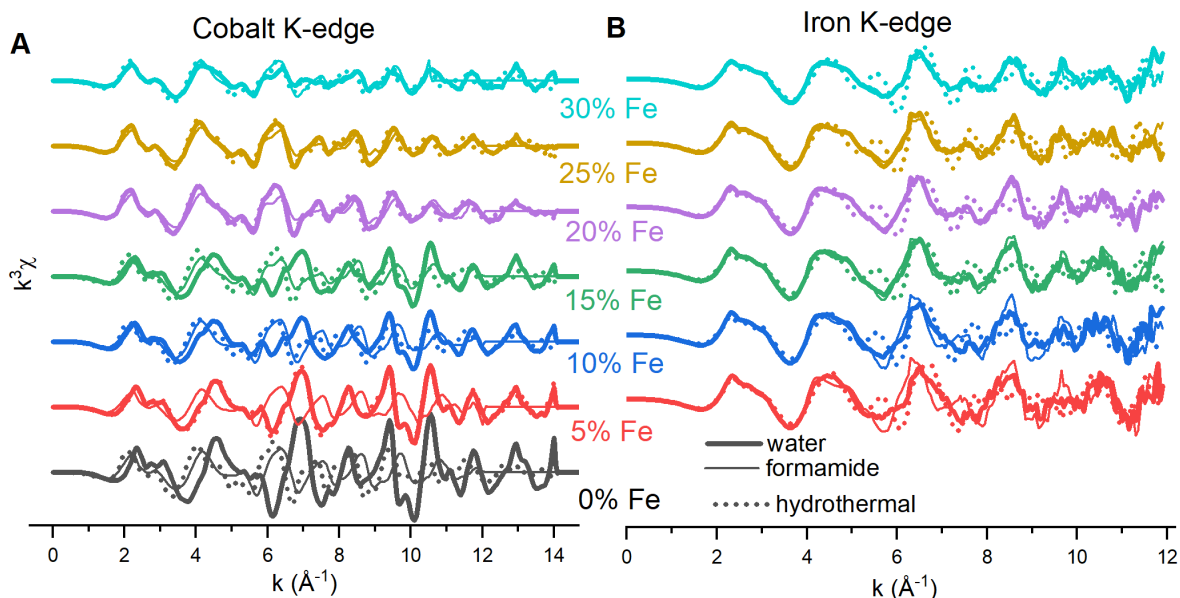 A
Cobalt K-edge
B
Iron K-edge
30% Fe
25% Fe
20% Fe
15% Fe
10% Fe
5% Fe
0% Fe
k³χ
water
formamide
hydrothermal
0 2 4 6 8 10 12 14
k (Å⁻¹)
0 2 4 6 8 10 12
k (Å⁻¹)